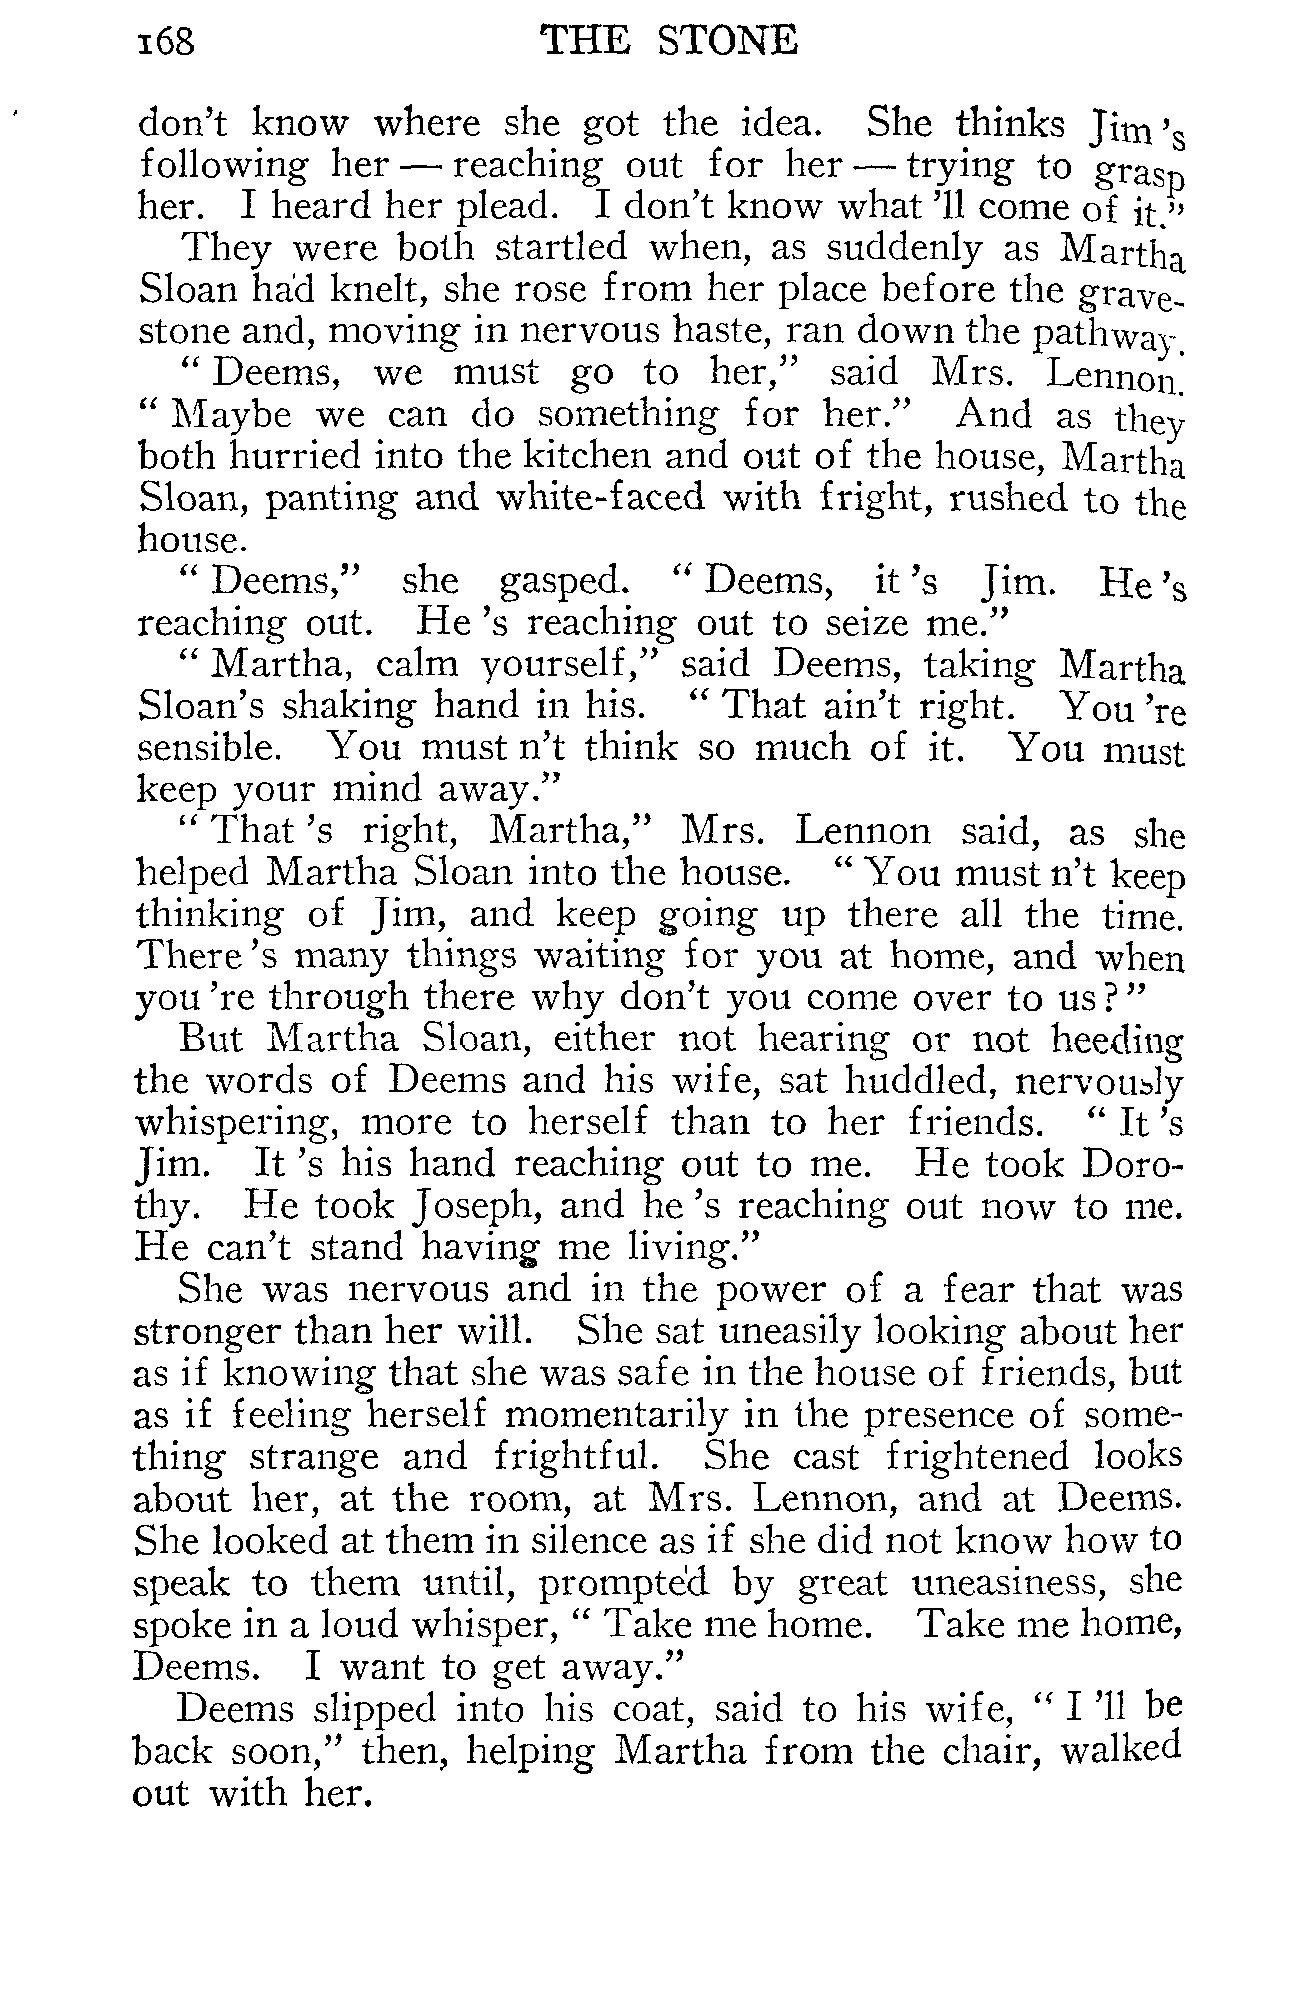 168 THE STONE
don't know where she got the idea. She thinks Jim 's
following her — reaching out for her — trying to grasp
her. I heard her plead. I don't know what 'll come of it."
They were both startled when, as suddenly as Martha
Sloan had knelt, she rose from her place before the grave-
stone and, moving in nervous haste, ran down the pathway.
" Deems, we must go to her," said Mrs. Lennon.
" Maybe we can do something for her." And as they
both hurried into the kitchen and out of the house, Martha
Sloan, panting and white-faced with fright, rushed to the
house.
" Deems," she gasped. " Deems, it 's Jim. He 's
reaching out. He 's reaching out to seize me."
" Martha, calm yourself," said Deems, taking Martha
Sloan's shaking hand in his. " That ain't right. You 're
sensible. You must n't think so much of it. You must
keep your mind away."
" That 's right, Martha," Mrs. Lennon said, as she
helped Martha Sloan into the house. " You must n't keep
thinking of Jim, and keep going up there all the time.
There 's many things waiting for you at home, and when
you 're through there why don't you come over to us?"
But Martha Sloan, either not hearing or not heeding
the words of Deems and his wife, sat huddled, nervously
whispering, more to herself than to her friends. " It 's
Jim. It 's his hand reaching out to me. He took Doro-
thy. He took Joseph, and he 's reaching out now to me.
He can't stand having me living."
She was nervous and in the power of a fear that was
stronger than her will. She sat uneasily looking about her
as if knowing that she was safe in the house of friends, but
as if feeling herself momentarily in the presence of some-
thing strange and frightful. She cast frightened looks
about her, at the room, at Mrs. Lennon, and at Deems.
She looked at them in silence as if she did not know how to
speak to them until, prompted by great uneasiness, she
spoke in a loud whisper, " Take me home. Take me home,
Deems. I want to get away."
Deems slipped into his coat, said to his wife, " I 'll be
back soon," then, helping Martha from the chair, walked
out with her.